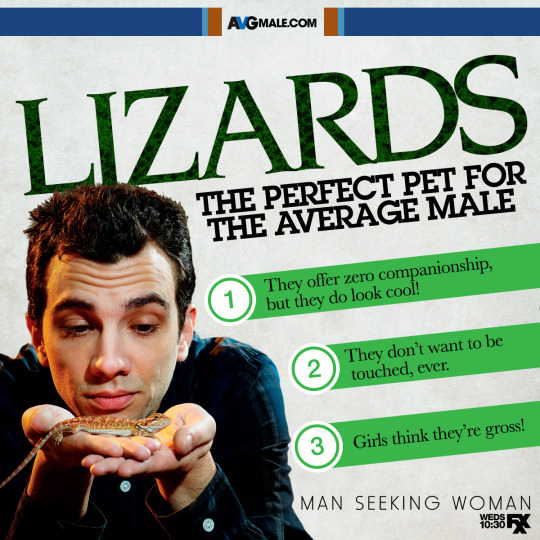 AVGMALE.COM
LIZARDS
THE PERFECT PET FOR
THE AVERAGE MALE
1
They offer zero companionship,
but they do look cool!
2
They don't want to be
touched, ever.
3
Girls think they're gross!
MAN SEEKING WOMAN
WEDS
10:30 FX